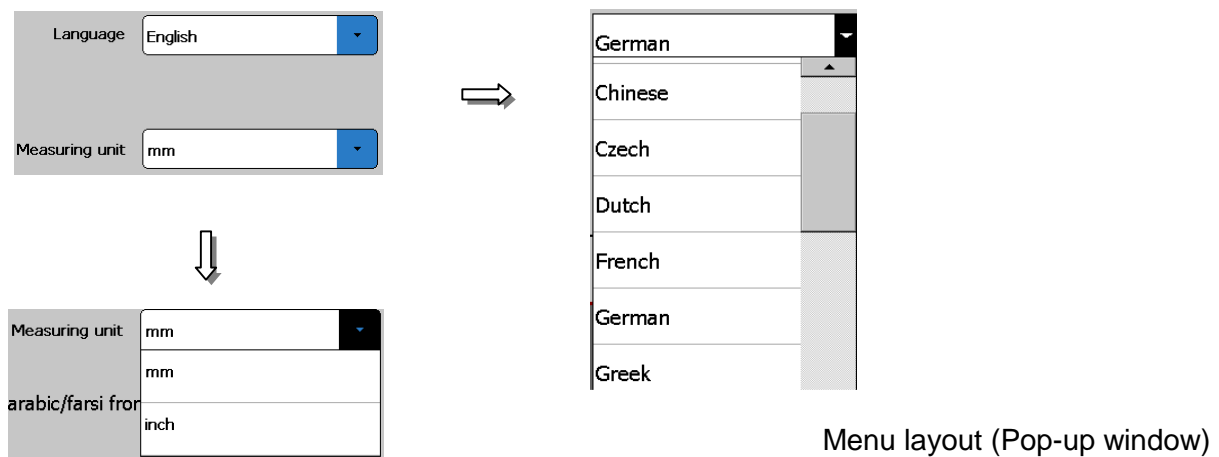 Language English
Measuring unit mm
German
Chinese
Czech
Dutch
French
German
Greek
Measuring unit mm
mm
arabic/farsi fror
inch
Menu layout (Pop-up window)